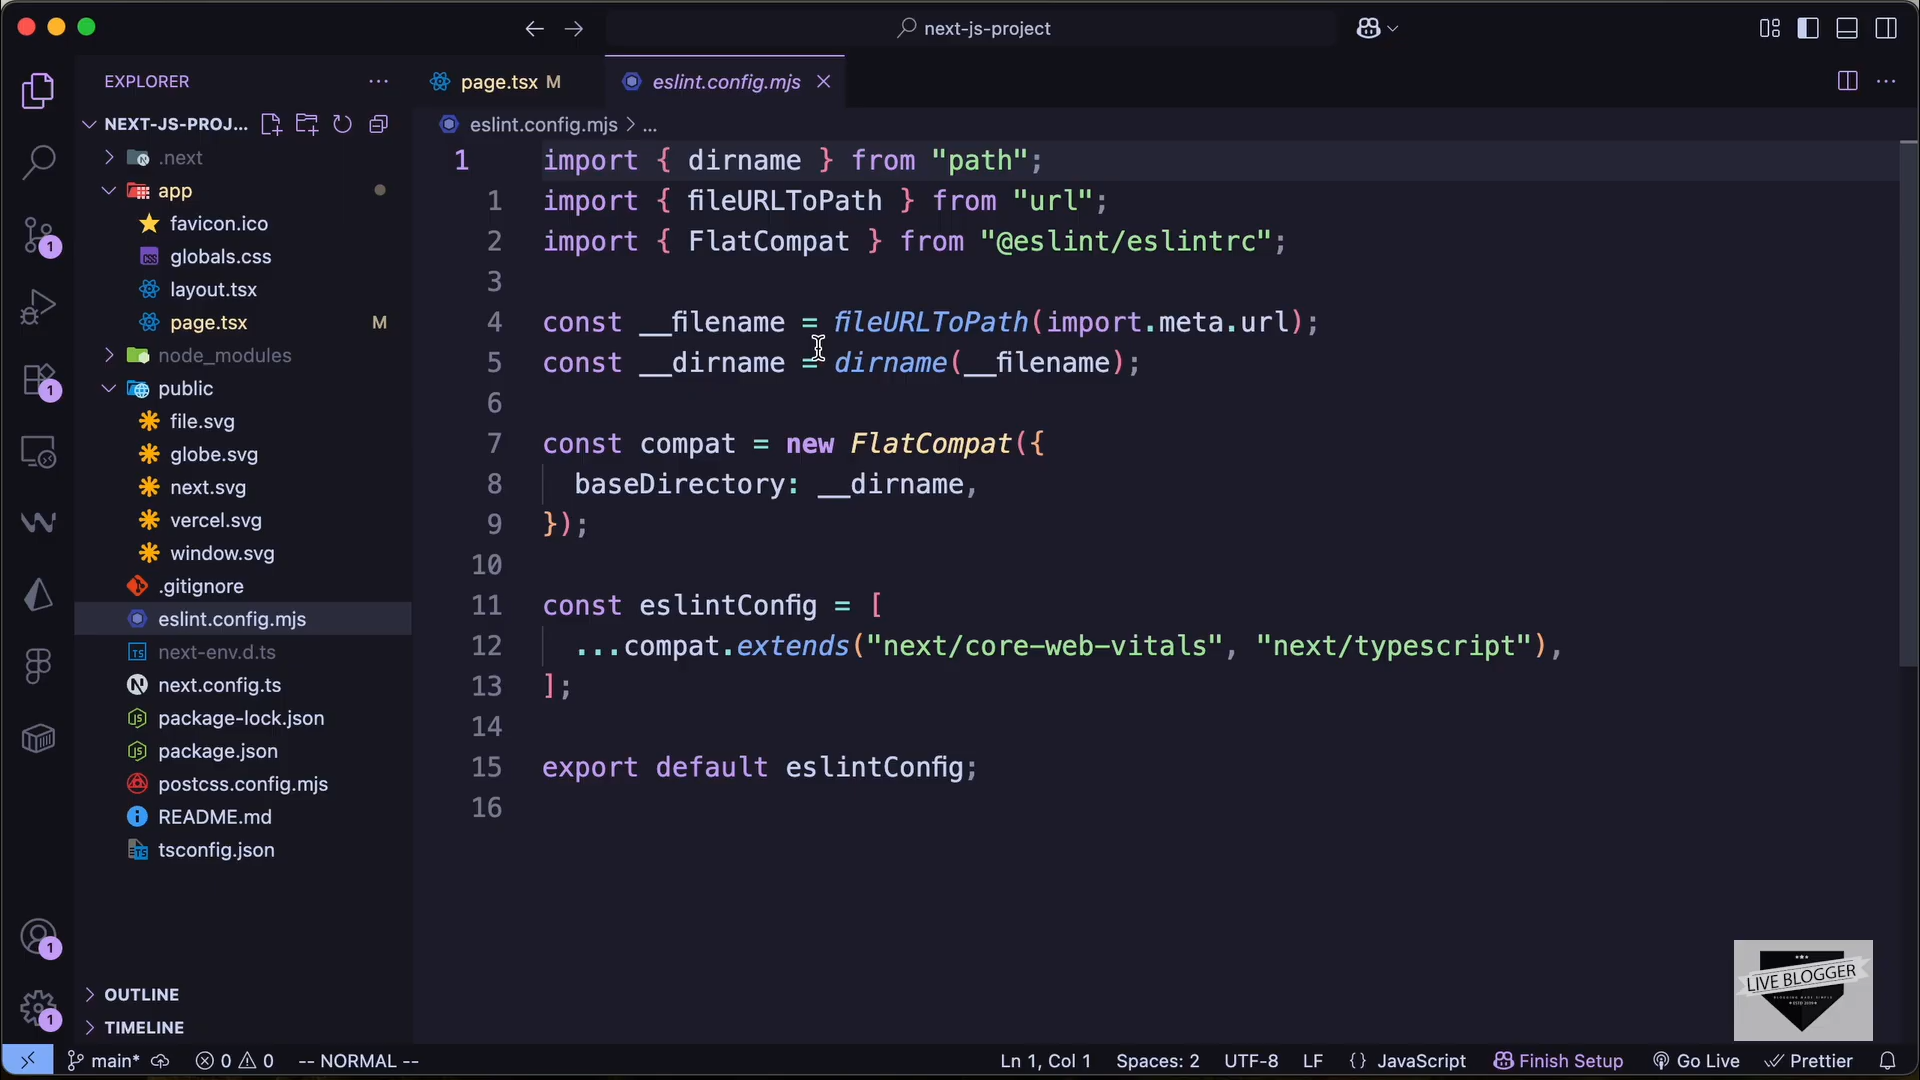 next-js-project
EXPLORER
page.tsx M
eslint.config.mjs
NEXT-JS-PROJ...
eslint.config.mjs > ...
.next
app
favicon.ico
globals.css
layout.tsx
page.tsx M
node_modules
public
file.svg
globe.svg
next.svg
vercel.svg
window.svg
.gitignore
eslint.config.mjs
next-env.d.ts
next.config.ts
package-lock.json
package.json
postcss.config.mjs
README.md
tsconfig.json
OUTLINE
TIMELINE
1 import { dirname } from "path";
1 import { fileURLToPath } from "url";
2 import { FlatCompat } from "@eslint/eslintrc";
3
4 const __filename = fileURLToPath(import.meta.url);
5 const __dirname = dirname(__filename);
6
7 const compat = new FlatCompat({
8 baseDirectory: __dirname,
9 });
10
11 const eslintConfig = [
12 ...compat.extends("next/core-web-vitals", "next/typescript"),
13 ];
14
15 export default eslintConfig;
16
1
1
1
1
LIVE BLOGGER
main* 0 0 -- NORMAL -- Ln 1, Col 1 Spaces: 2 UTF-8 LF {} JavaScript Finish Setup Go Live Prettier